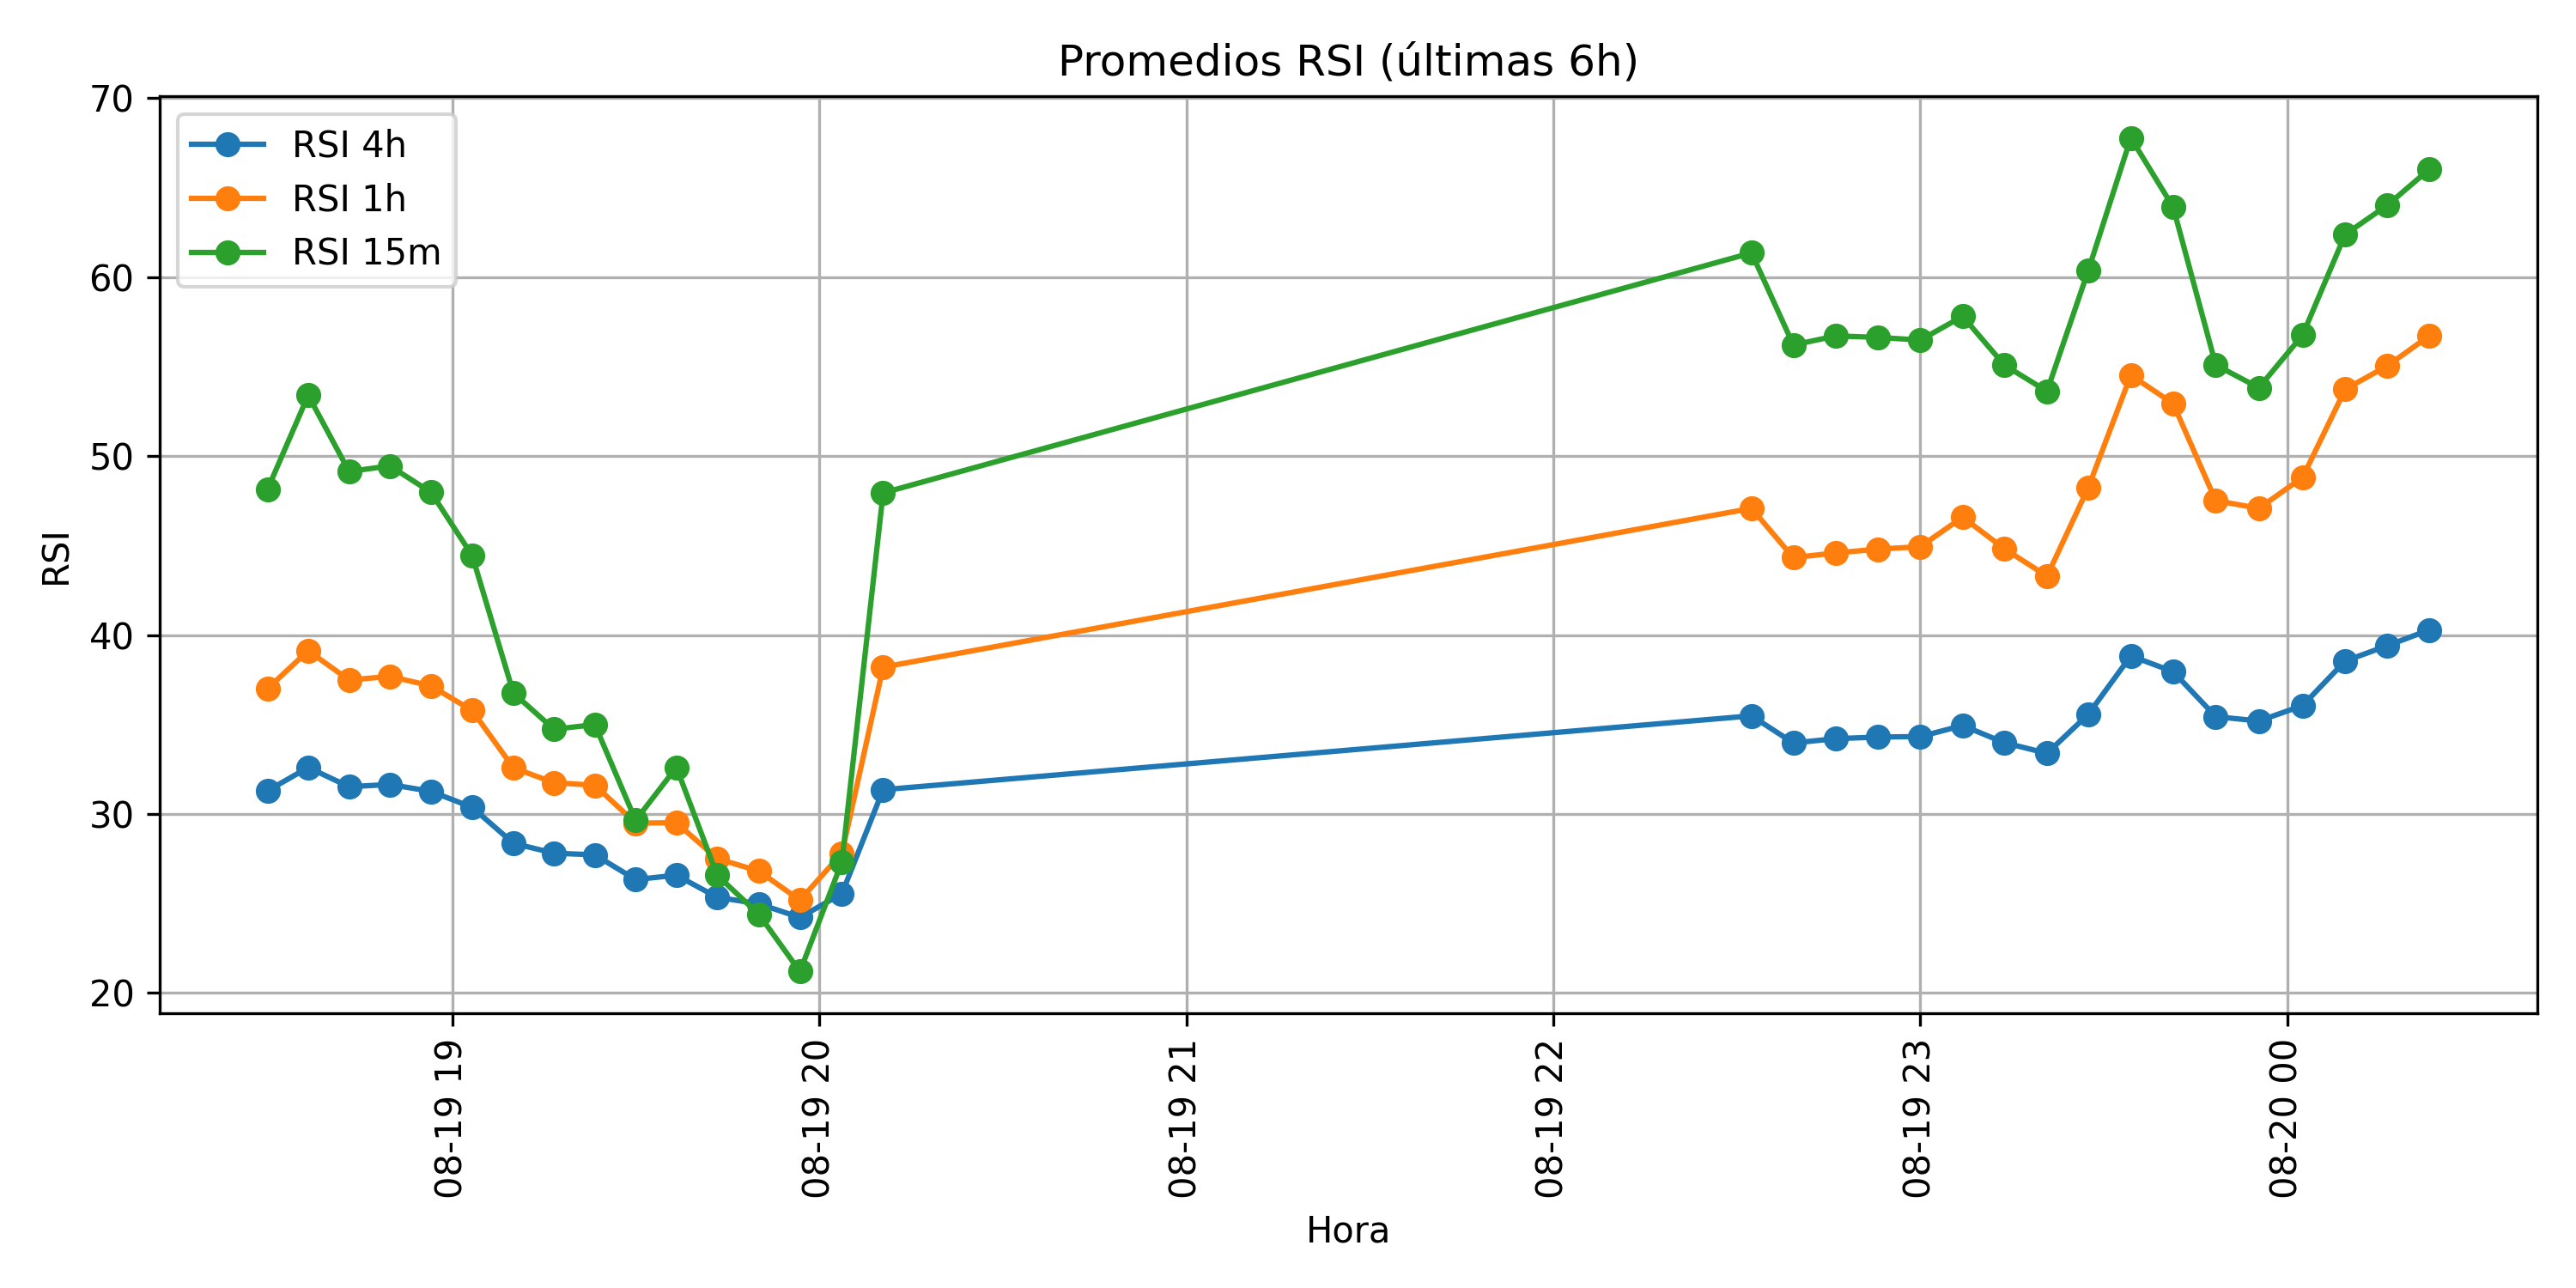 Promedios RSI (últimas 6h)
RSI 4h
RSI 1h
RSI 15m
RSI
70
60
50
40
30
20
08-19 19
08-19 20
08-19 21
08-19 22
08-19 23
08-20 00
Hora